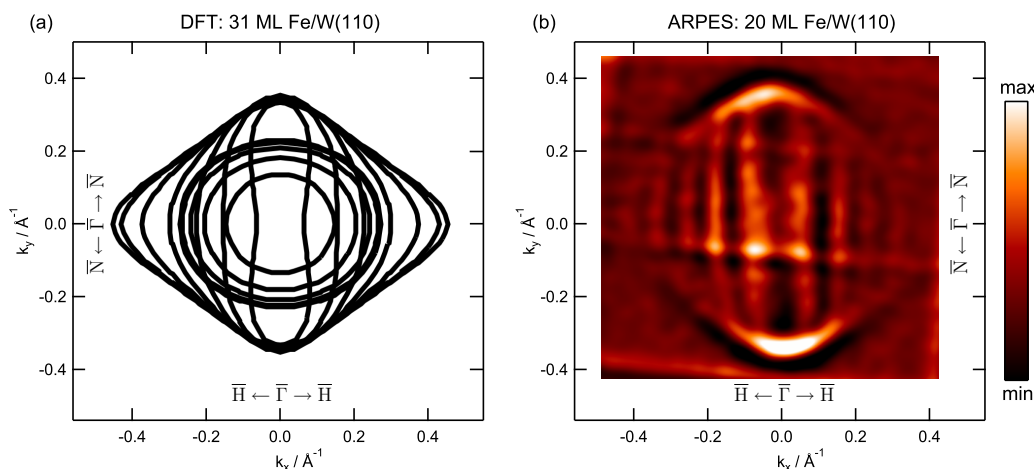 (a)
DFT: 31 ML Fe/W(110)
0.4
0.2
0.0
-0.2
-0.4
k_y / Å⁻¹
N̅ ← Γ̅ → N̅
H̅ ← Γ̅ → H̅
-0.4 -0.2 0.0 0.2 0.4
k_x / Å⁻¹
(b)
ARPES: 20 ML Fe/W(110)
0.4
0.2
0.0
-0.2
-0.4
k_y / Å⁻¹
N̅ ← Γ̅ → N̅
H̅ ← Γ̅ → H̅
-0.4 -0.2 0.0 0.2 0.4
k_x / Å⁻¹
max
min